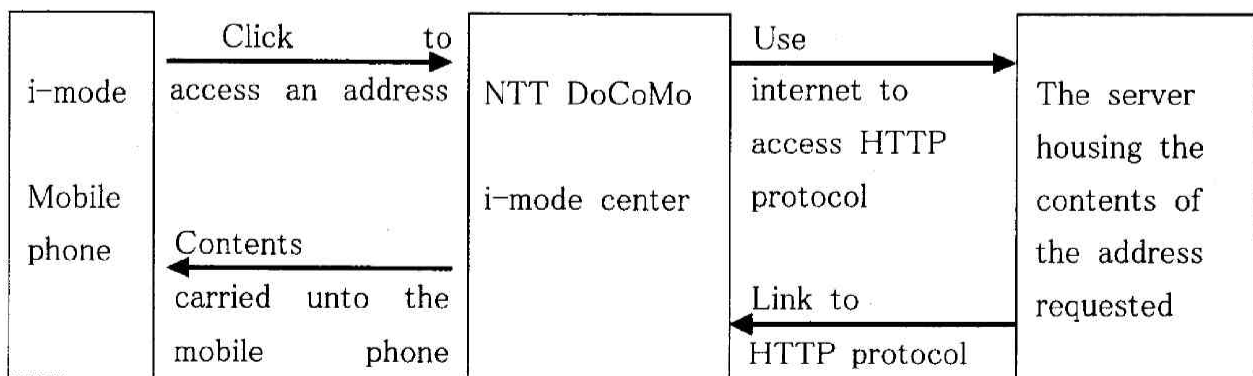 i-mode
Mobile
phone
Click to
access an address
Contents
carried unto the
mobile phone
NTT DoCoMo
i-mode center
Use
internet to
access HTTP
protocol
Link to
HTTP protocol
The server
housing the
contents of
the address
requested